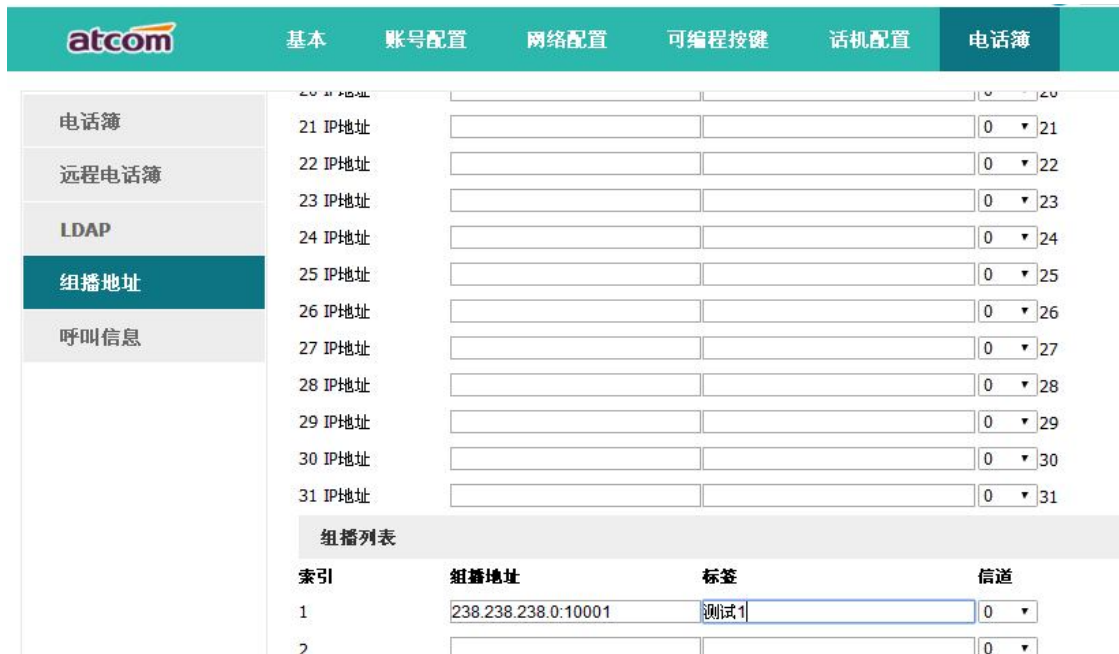 atcom 基本 账号配置 网络配置 可编程按键 话机配置 电话簿
电话簿
远程电话簿
LDAP
组播地址
呼叫信息
20 IP地址 0 20
21 IP地址 0 21
22 IP地址 0 22
23 IP地址 0 23
24 IP地址 0 24
25 IP地址 0 25
26 IP地址 0 26
27 IP地址 0 27
28 IP地址 0 28
29 IP地址 0 29
30 IP地址 0 30
31 IP地址 0 31
组播列表
索引 组播地址 标签 信道
1 238.238.238.0:10001 测试1 0
2 0